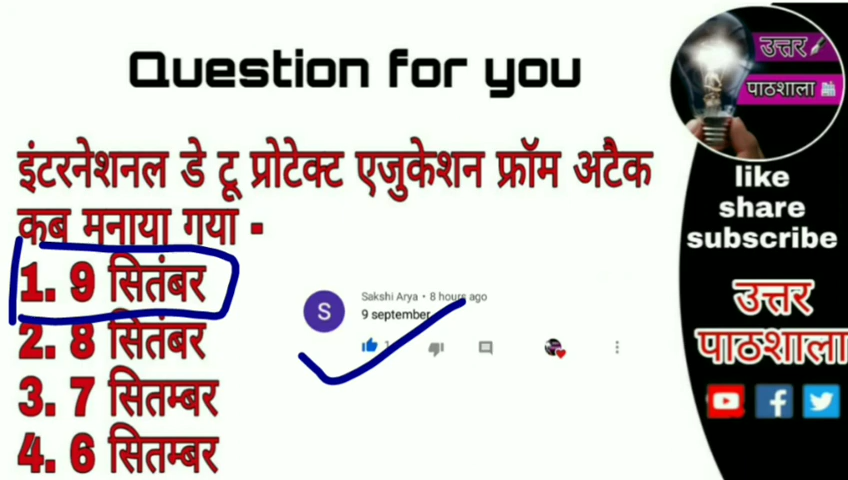 Question for you
उत्तर
पाठशाला
इंटरनेशनल डे टू प्रोटेक्ट एजुकेशन फ्रॉम अटैक
कब मनाया गया -
1. 9 सितंबर
2. 8 सितंबर
3. 7 सितम्बर
4. 6 सितम्बर
S
Sakshi Arya • 8 hours ago
9 september
1
like
share
subscribe
उत्तर
पाठशाला